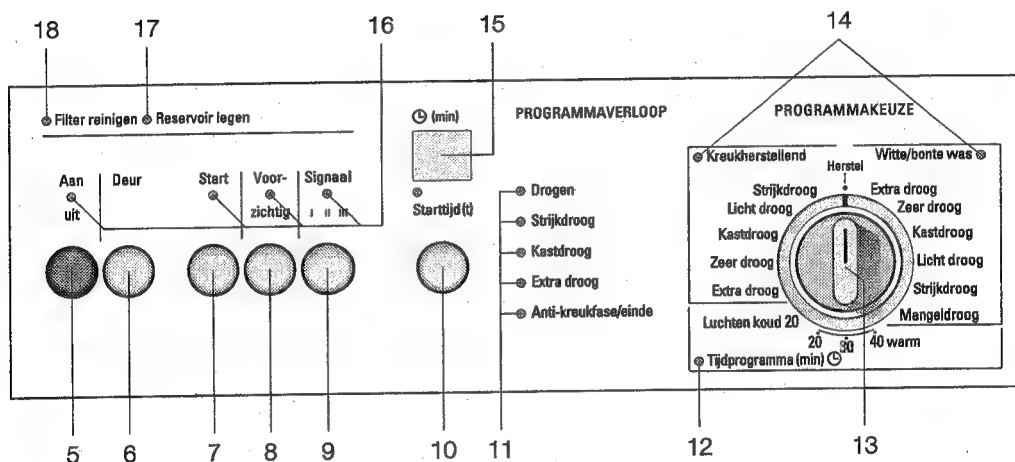 18 17 16 15 14
Filter reinigen Reservoir legen
(min)
PROGRAMMAVERLOOP
PROGRAMMAKEUZE
Aan
uit
Deur
Start
Voor-
zichtig
Signaal
I II III
Starttijd (t)
Drogen
Strijkdroog
Kastdroog
Extra droog
Anti-kreukfase/einde
Kreukherstellend
Witte/bonte was
Herstel
Strijkdroog
Licht droog
Kastdroog
Zeer droog
Extra droog
Extra droog
Zeer droog
Kastdroog
Licht droog
Strijkdroog
Mangeldroog
Luchten koud 20
20 30 40 warm
Tijdprogramma (min)
5 6 7 8 9 10 11 12 13